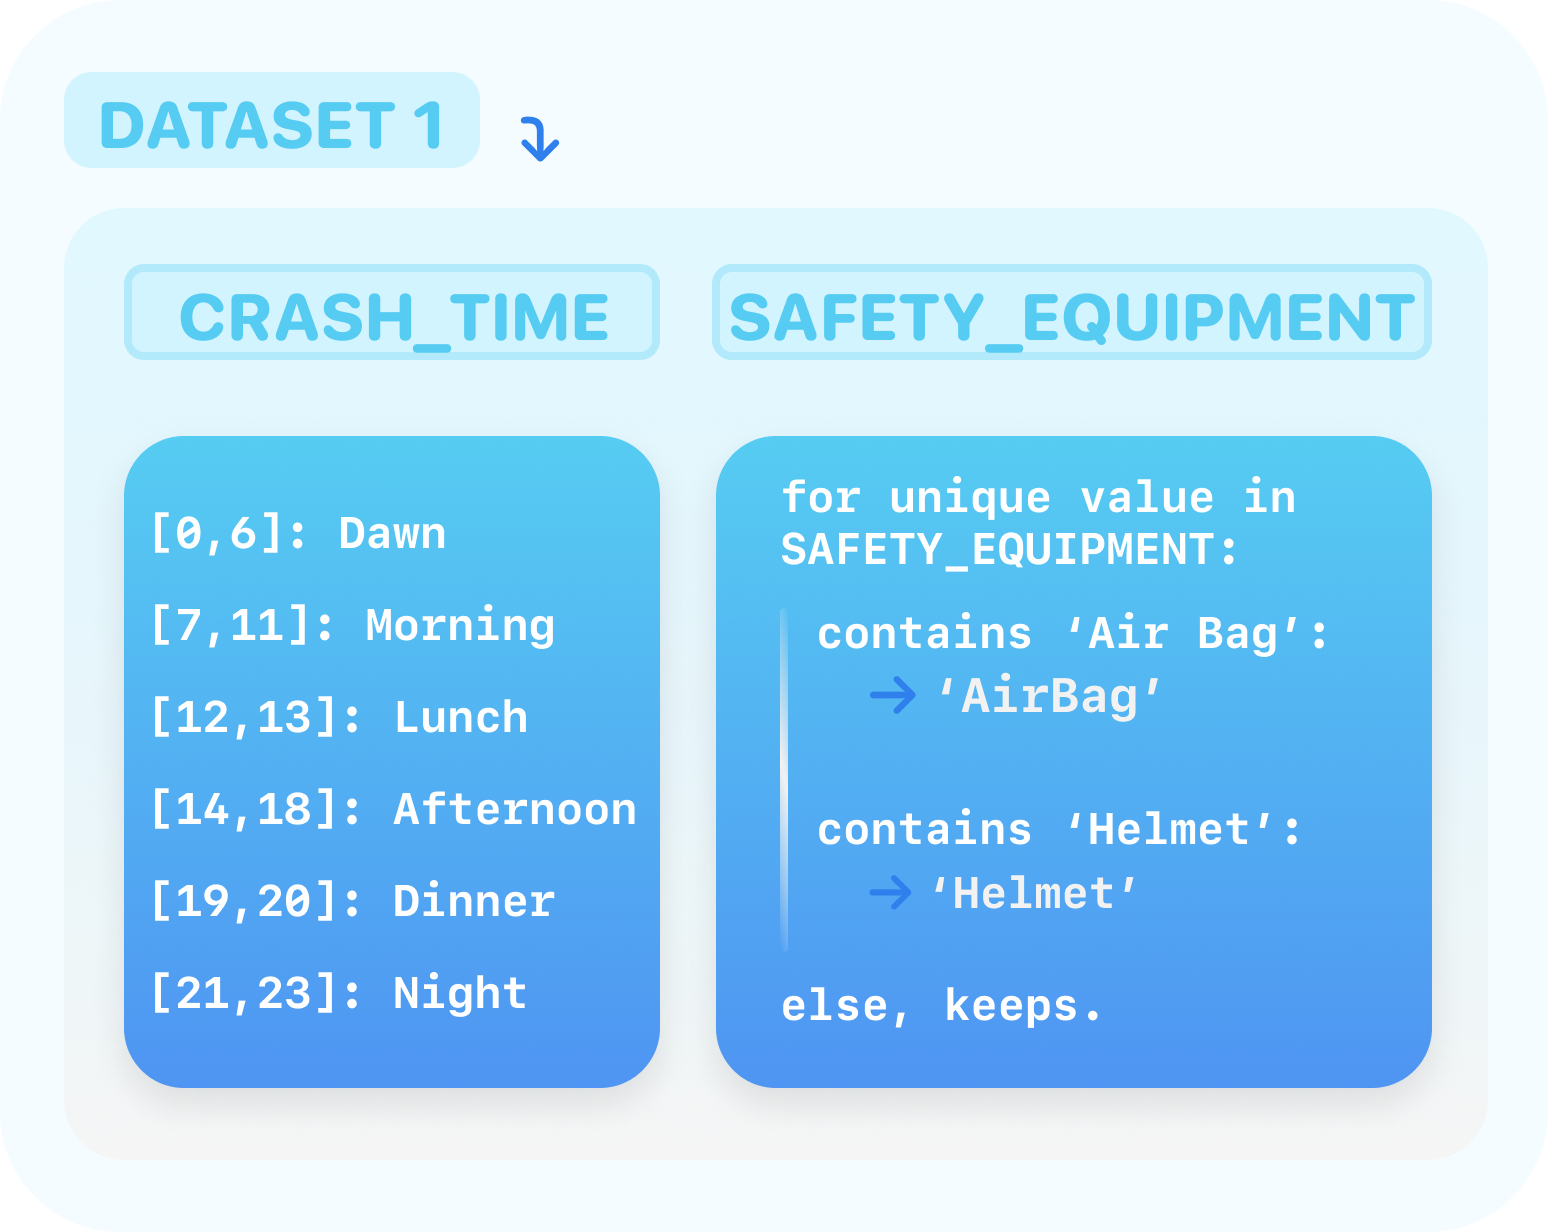 DATASET 1
CRASH_TIME
[0,6]: Dawn
[7,11]: Morning
[12,13]: Lunch
[14,18]: Afternoon
[19,20]: Dinner
[21,23]: Night
SAFETY_EQUIPMENT
for unique value in
SAFETY_EQUIPMENT:
contains ‘Air Bag’:
→ ‘AirBag’
contains ‘Helmet’:
→ ‘Helmet’
else, keeps.